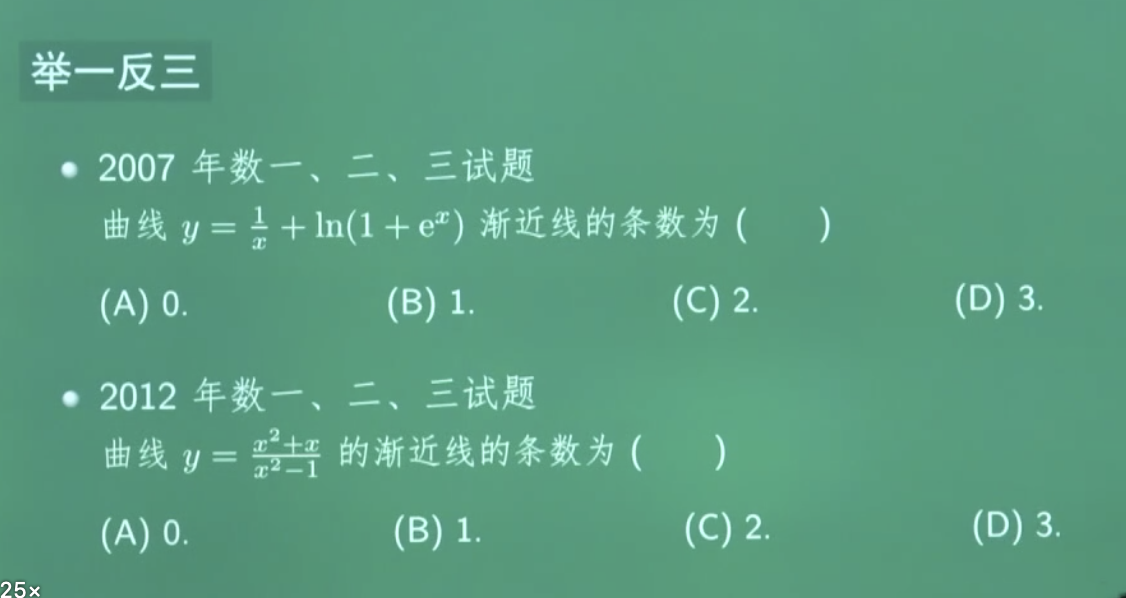 举一反三
2007 年数一、二、三试题
曲线 y = 1/x + ln(1 + e^x) 渐近线的条数为 (  )
(A) 0. (B) 1. (C) 2. (D) 3.
2012 年数一、二、三试题
曲线 y = (x^2+x)/(x^2−1) 的渐近线的条数为 (  )
(A) 0. (B) 1. (C) 2. (D) 3.
25×